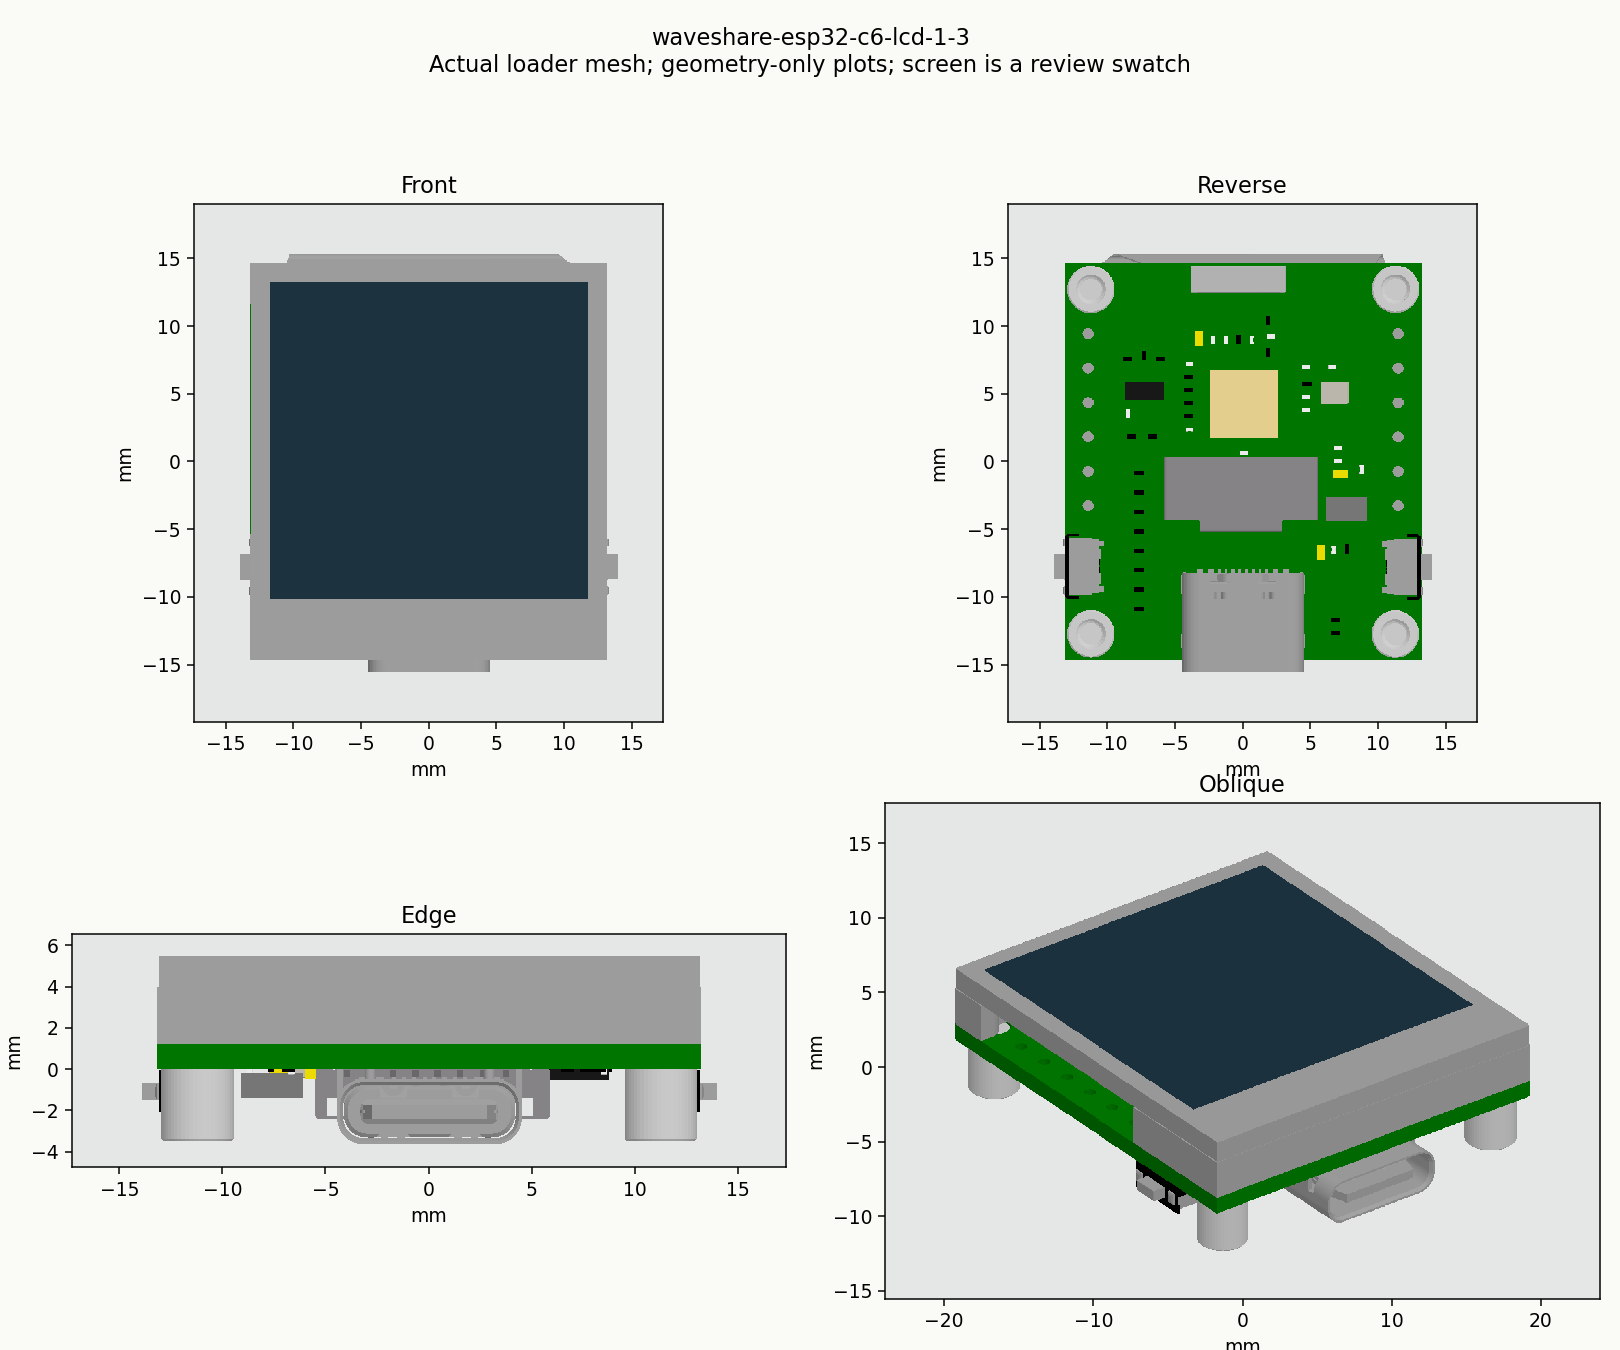 waveshare-esp32-c6-lcd-1-3
Actual loader mesh; geometry-only plots; screen is a review swatch
Front
15
10
5
0
−5
−10
−15
mm
−15 −10 −5 0 5 10 15
mm
Reverse
15
10
5
0
−5
−10
−15
mm
−15 −10 −5 0 5 10 15
mm
Edge
6
4
2
0
−2
−4
mm
−15 −10 −5 0 5 10 15
mm
Oblique
15
10
5
0
−5
−10
−15
mm
−20 −10 0 10 20
mm